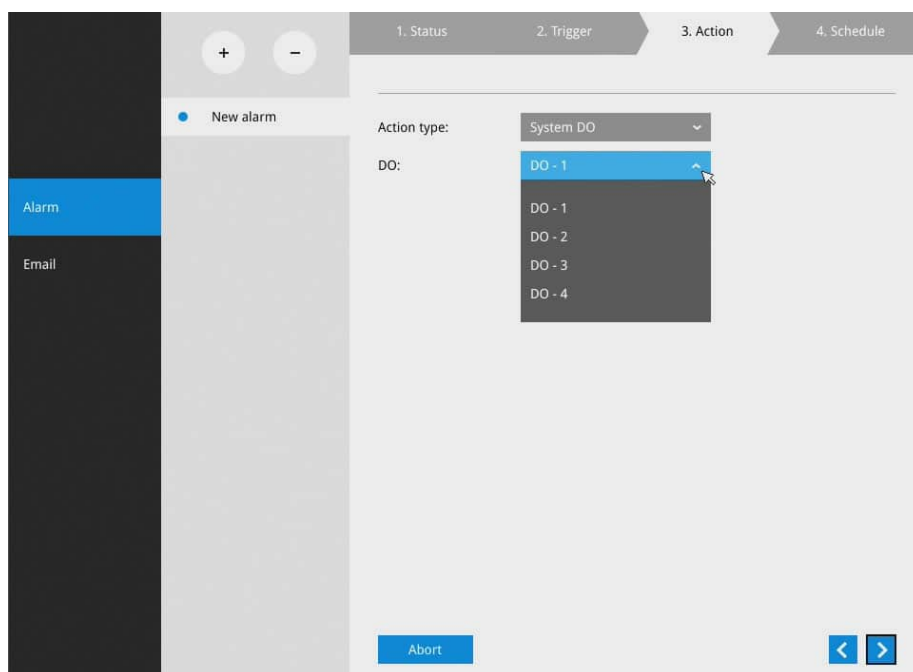 1. Status
2. Trigger
3. Action
4. Schedule
+
−
New alarm
Action type:
System DO
DO:
DO - 1
Alarm
DO - 1
DO - 2
Email
DO - 3
DO - 4
Abort